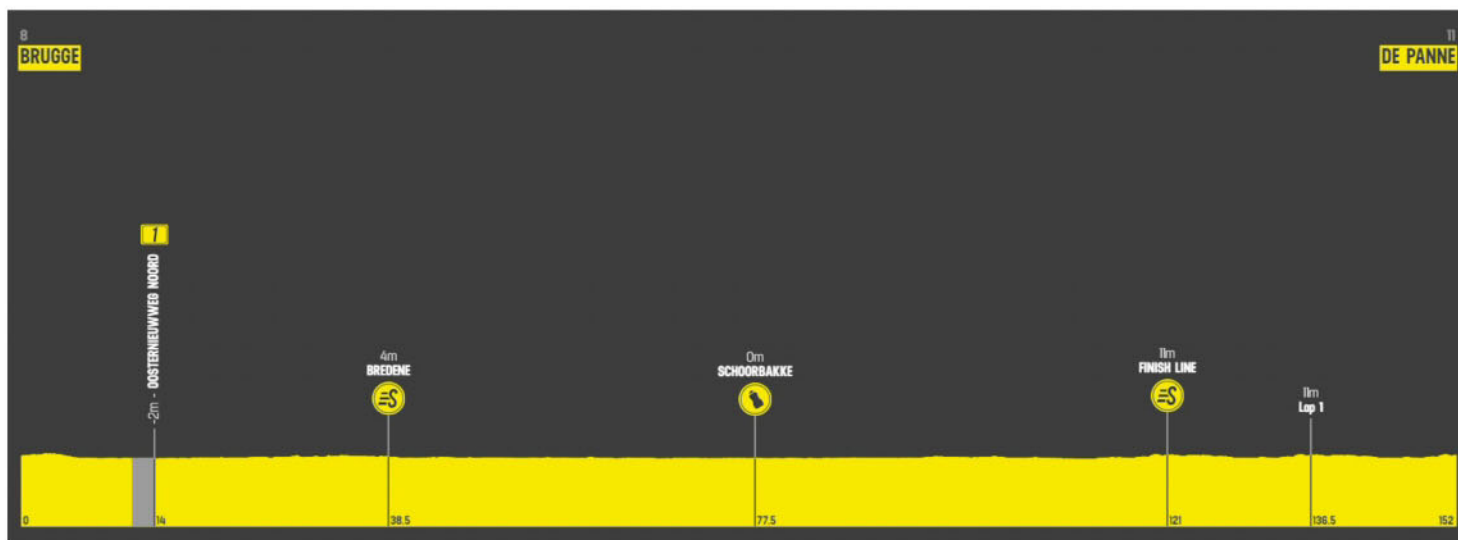 8
BRUGGE
11
DE PANNE
1
-2m - OOSTERNIEUWWEG NOORD
4m
BREDENE
S
0m
SCHOORBAKKE
11m
FINISH LINE
S
11m
Lap 1
0
14
38.5
77.5
121
136.5
152